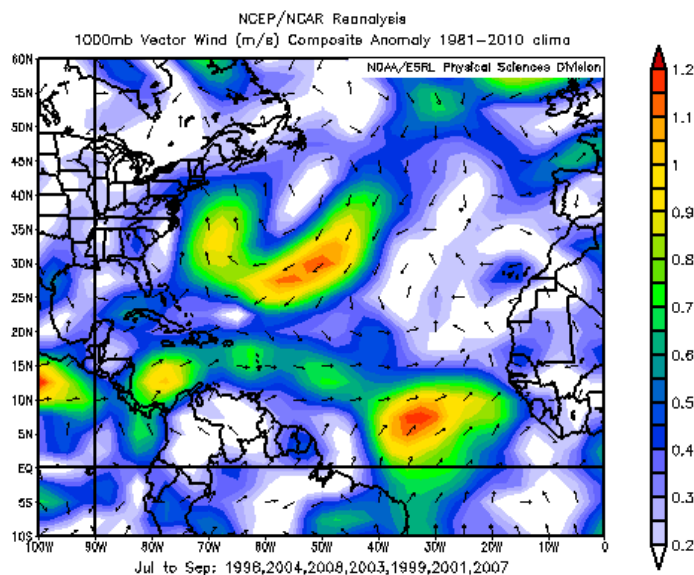 NCEP/NCAR Reanalysis
1000mb Vector Wind (m/s) Composite Anomaly 1981-2010 clima
NOAA/ESRL Physical Sciences Division
60N
55N
50N
45N
40N
35N
30N
25N
20N
15N
10N
5N
EQ
5S
10S
100W 90W 80W 70W 60W 50W 40W 30W 20W 10W 0
1.2
1.1
1
0.9
0.8
0.7
0.6
0.5
0.4
0.3
0.2
Jul to Sep: 1996,2004,2008,2003,1999,2001,2007